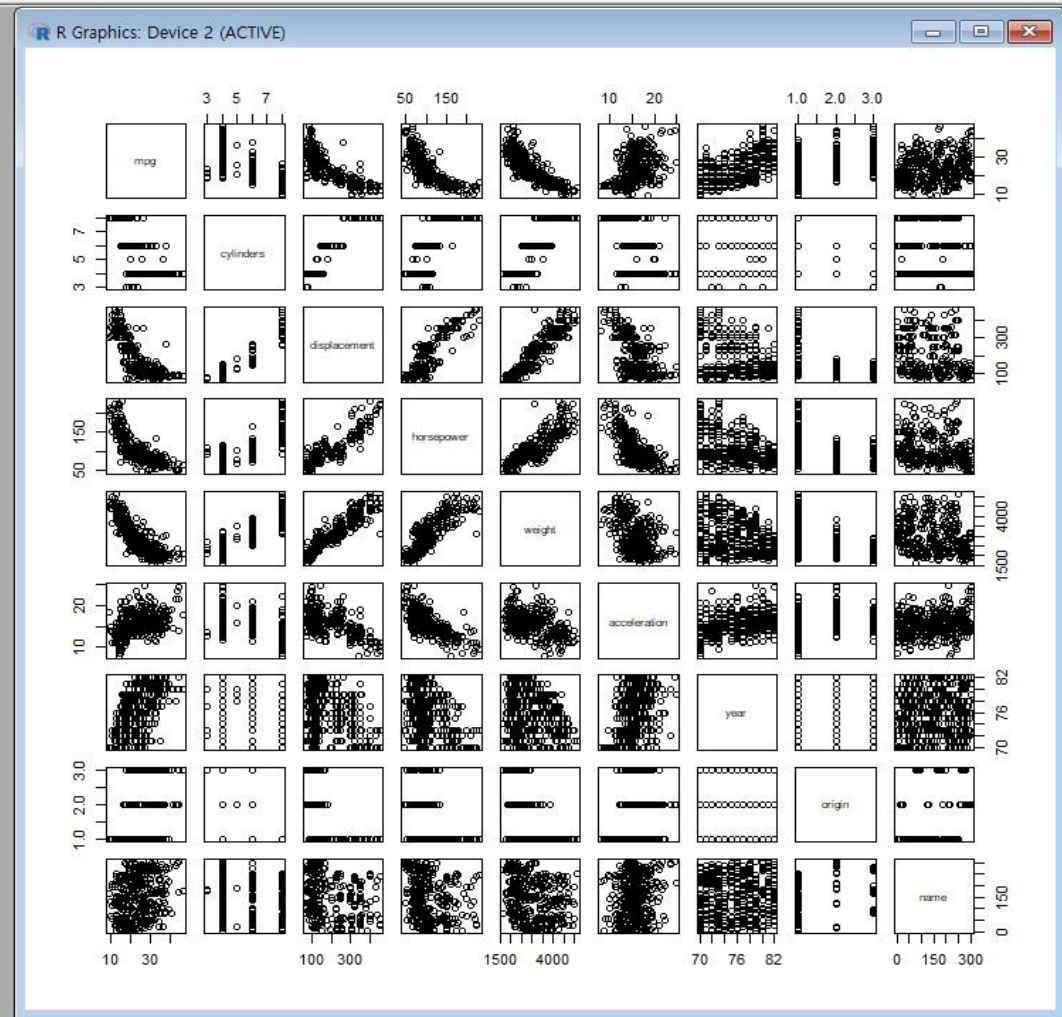 R R Graphics: Device 2 (ACTIVE)
3 5 7 50 150 10 20 1.0 2.0 3.0
mpg
10 30
3 5 7
cylinders
displacement
100 300
50 150
horsepower
weight
1500 4000
10 20
acceleration
year
70 76 82
1.0 2.0 3.0
origin
name
0 150
10 30 100 300 1500 4000 70 76 82 0 150 300